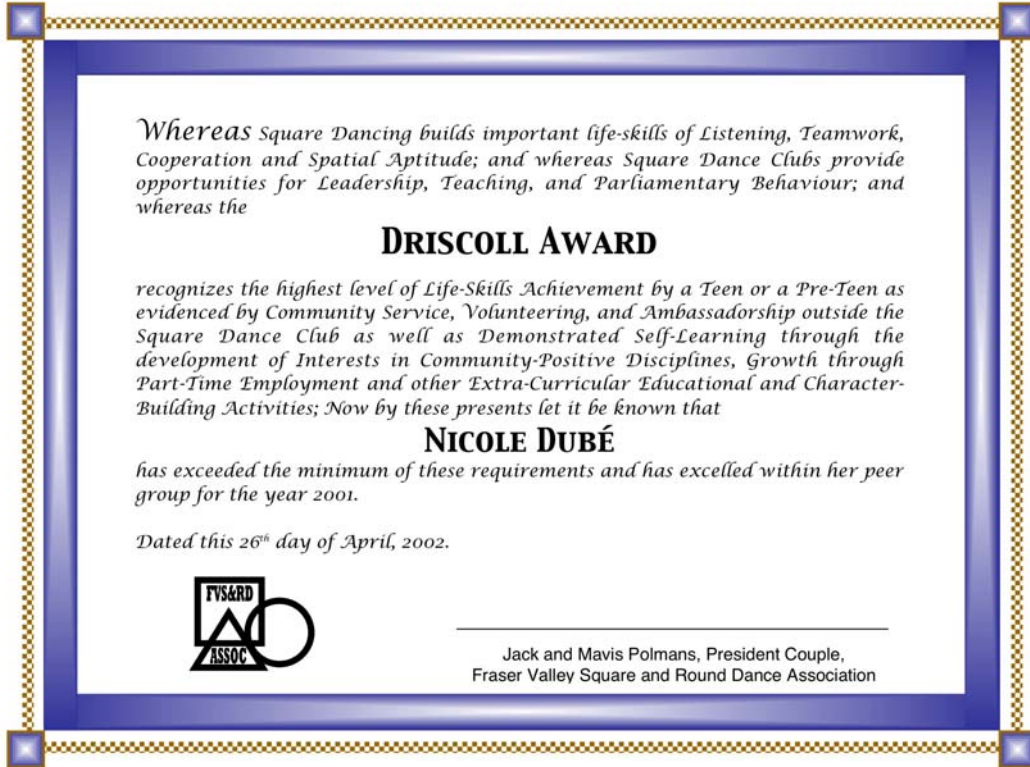 Whereas Square Dancing builds important life-skills of Listening, Teamwork,
Cooperation and Spatial Aptitude; and whereas Square Dance Clubs provide
opportunities for Leadership, Teaching, and Parliamentary Behaviour; and
whereas the
DRISCOLL AWARD
recognizes the highest level of Life-Skills Achievement by a Teen or a Pre-Teen as
evidenced by Community Service, Volunteering, and Ambassadorship outside the
Square Dance Club as well as Demonstrated Self-Learning through the
development of Interests in Community-Positive Disciplines, Growth through
Part-Time Employment and other Extra-Curricular Educational and Character-
Building Activities; Now by these presents let it be known that
NICOLE DUBÉ
has exceeded the minimum of these requirements and has excelled within her peer
group for the year 2001.
Dated this 26th day of April, 2002.
FVS&RD
ASSOC
Jack and Mavis Polmans, President Couple,
Fraser Valley Square and Round Dance Association